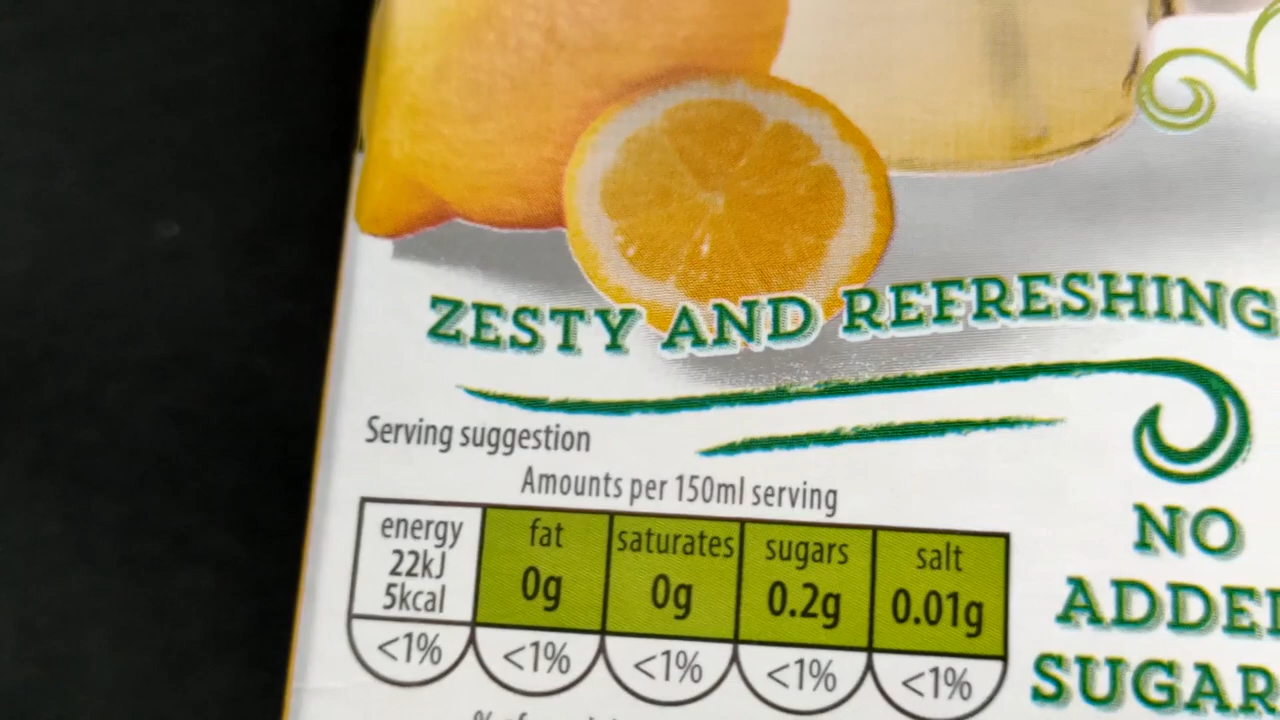 ZESTY AND REFRESHING
Serving suggestion
Amounts per 150ml serving
energy
22kJ
5kcal
<1%
fat
0g
<1%
saturates
0g
<1%
sugars
0.2g
<1%
salt
0.01g
<1%
NO
ADDED
SUGAR